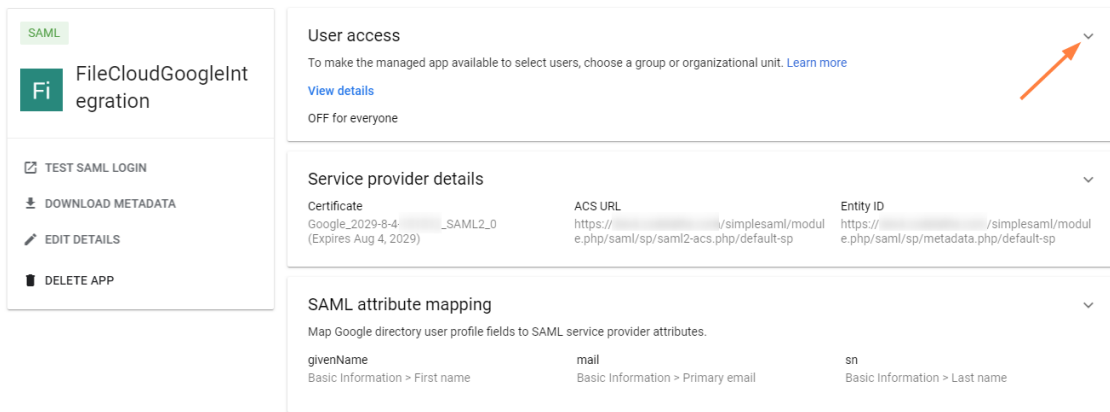 SAML
Fi
FileCloudGoogleInt
egration
TEST SAML LOGIN
DOWNLOAD METADATA
EDIT DETAILS
DELETE APP
User access
To make the managed app available to select users, choose a group or organizational unit. Learn more
View details
OFF for everyone
Service provider details
Certificate
Google_2029-8-4- _SAML2_0
(Expires Aug 4, 2029)
ACS URL
https:// /simplesaml/modul
e.php/saml/sp/saml2-acs.php/default-sp
Entity ID
https:// /simplesaml/modul
e.php/saml/sp/metadata.php/default-sp
SAML attribute mapping
Map Google directory user profile fields to SAML service provider attributes.
givenName
Basic Information > First name
mail
Basic Information > Primary email
sn
Basic Information > Last name